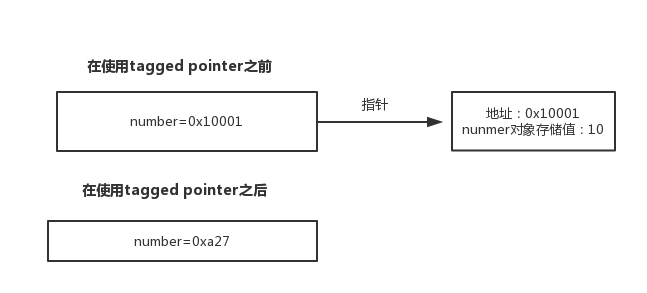 在使用tagged pointer之前
number=0x10001
指针
地址：0x10001
nunmer对象存储值：10
在使用tagged pointer之后
number=0xa27